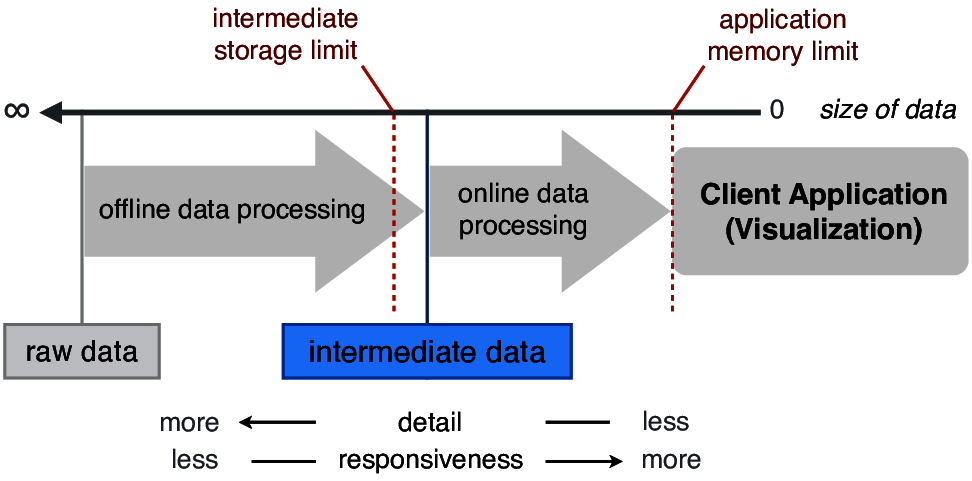 intermediate
storage limit
application
memory limit
∞
0
size of data
offline data processing
online data
processing
Client Application
(Visualization)
raw data
intermediate data
more
detail
less
less
responsiveness
more